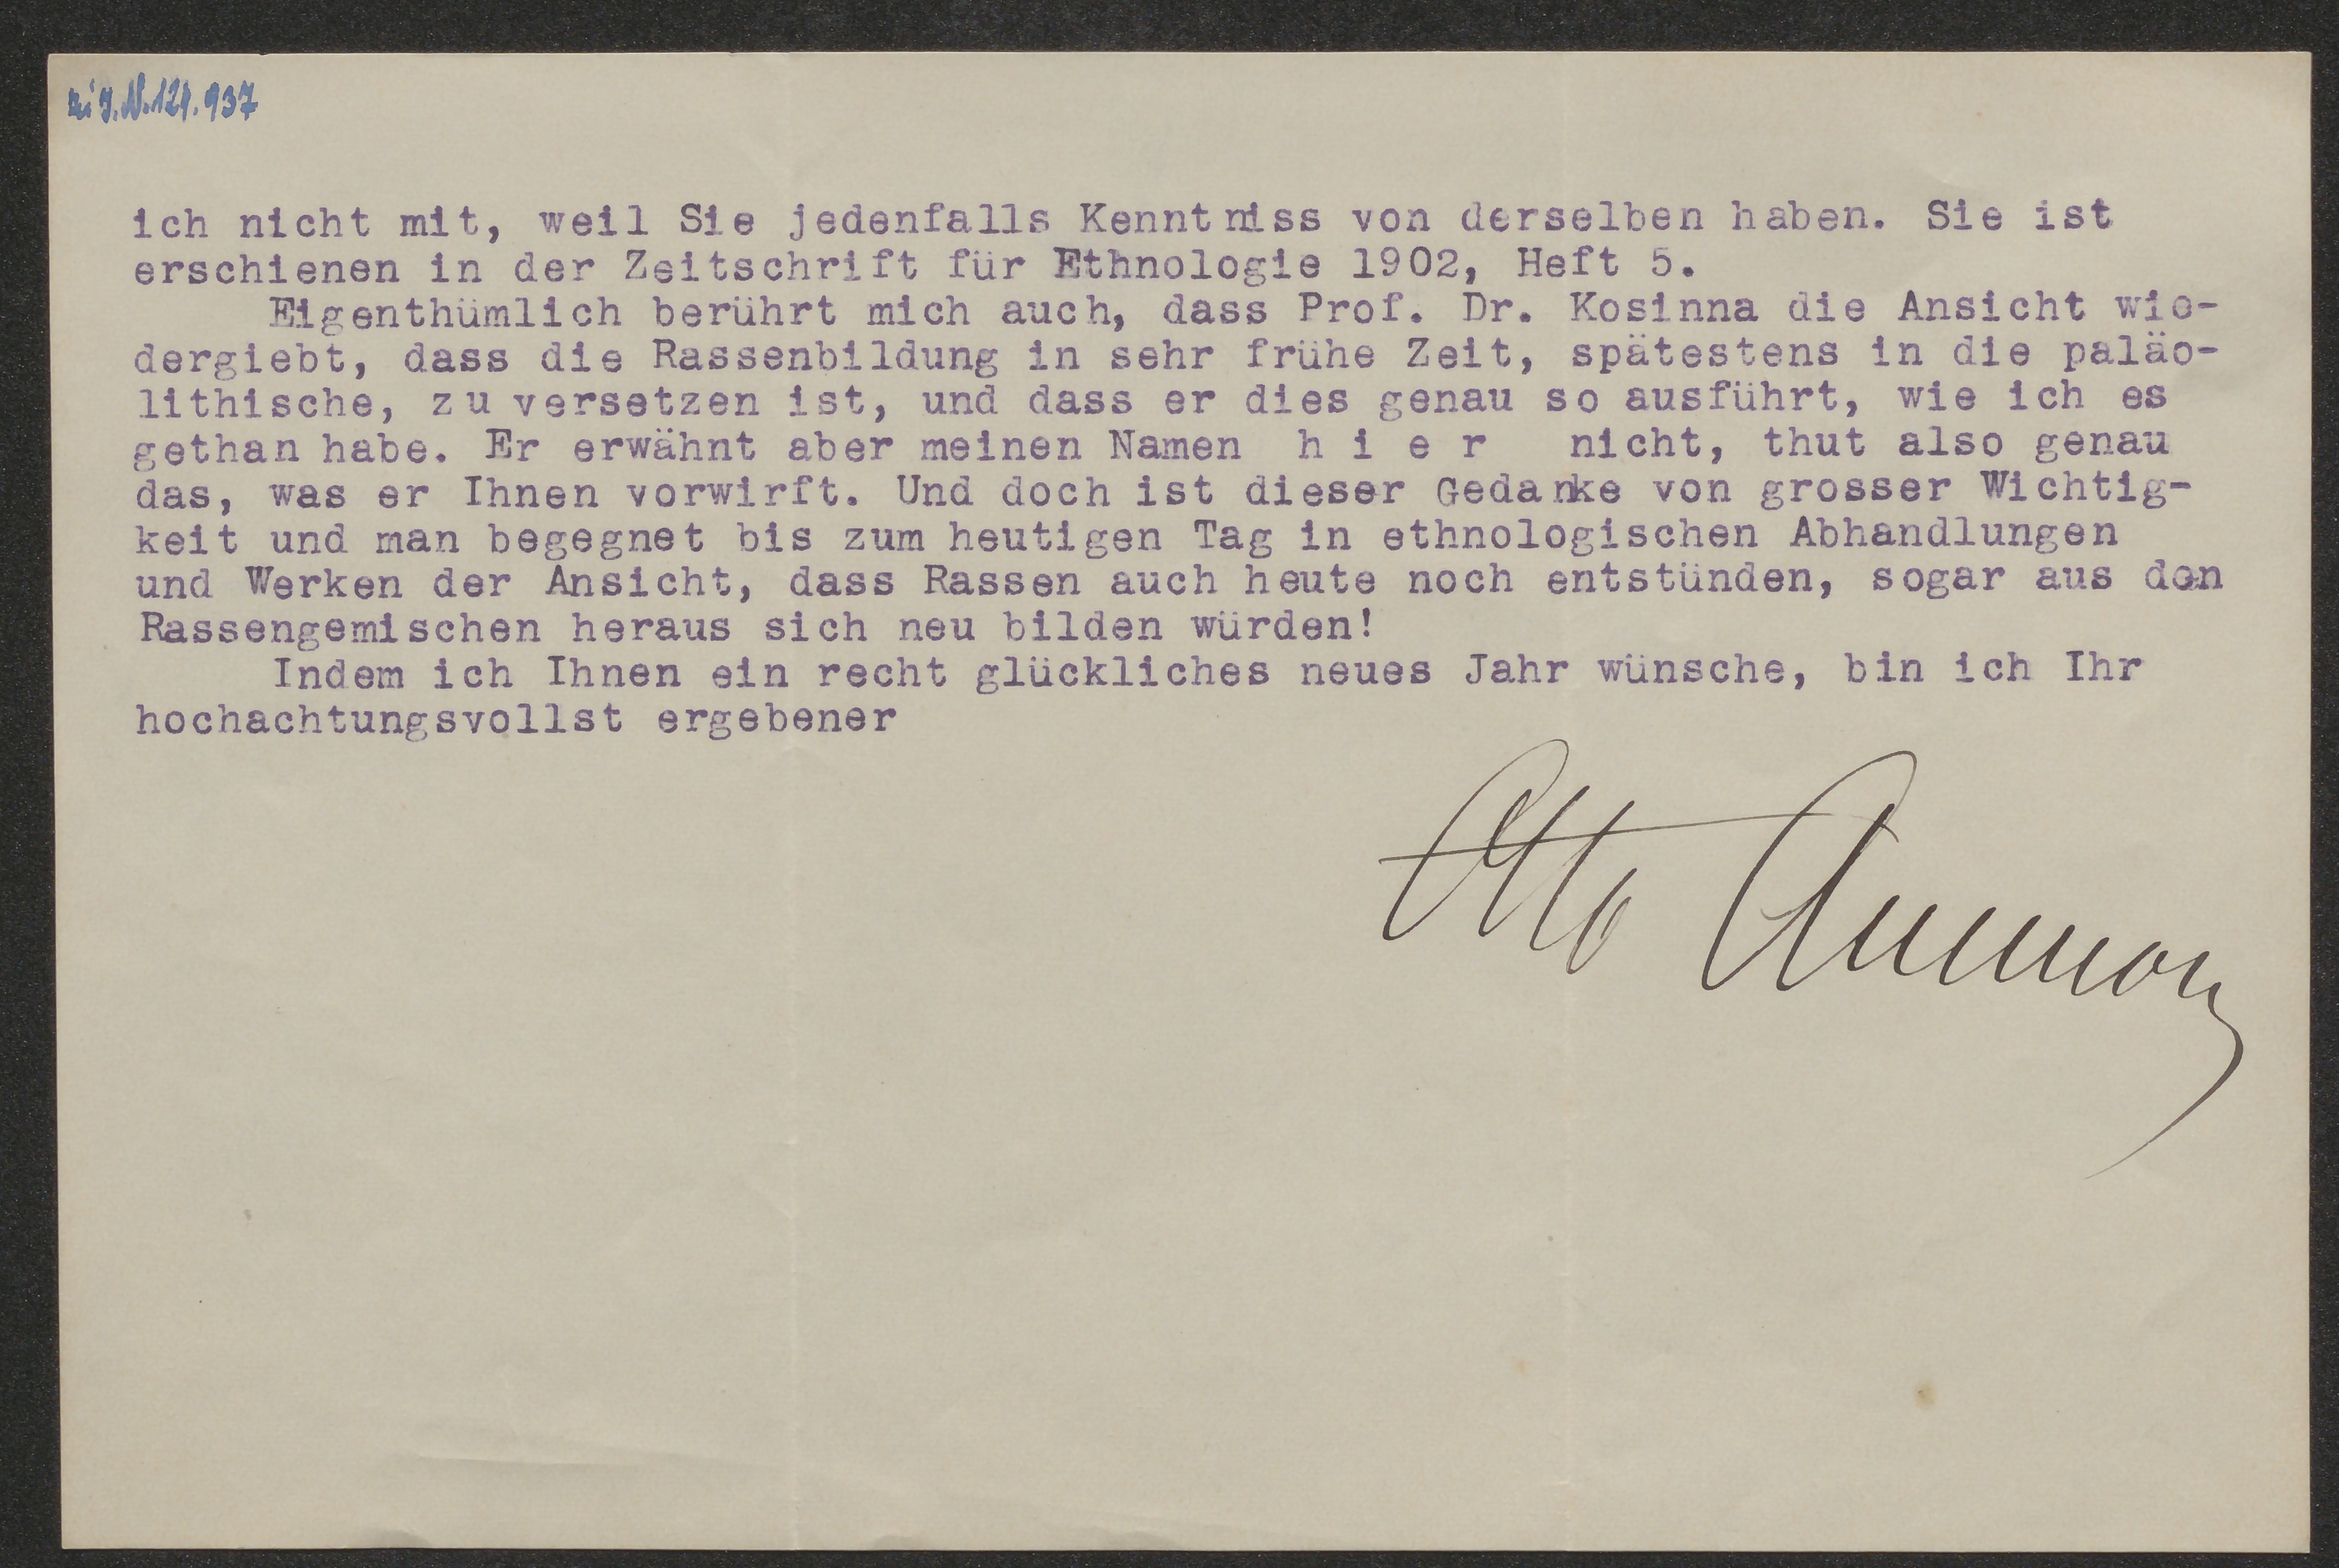 zu J.N. 121.937
ich nicht mit, weil Sie jedenfalls Kenntniss von derselben haben. Sie ist
erschienen in der Zeitschrift für Ethnologie 1902, Heft 5.
Eigenthümlich berührt mich auch, dass Prof. Dr. Kosinna die Ansicht wie-
dergiebt, dass die Rassenbildung in sehr frühe Zeit, spätestens in die paläo-
lithische, zu versetzen ist, und dass er dies genau so ausführt, wie ich es
gethan habe. Er erwähnt aber meinen Namen h i e r nicht, thut also genau
das, was er Ihnen vorwirft. Und doch ist dieser Gedanke von grosser Wichtig-
keit und man begegnet bis zum heutigen Tag in ethnologischen Abhandlungen
und Werken der Ansicht, dass Rassen auch heute noch entstünden, sogar aus den
Rassengemischen heraus sich neu bilden würden!
Indem ich Ihnen ein recht glückliches neues Jahr wünsche, bin ich Ihr
hochachtungsvollst ergebener
Otto Ammon